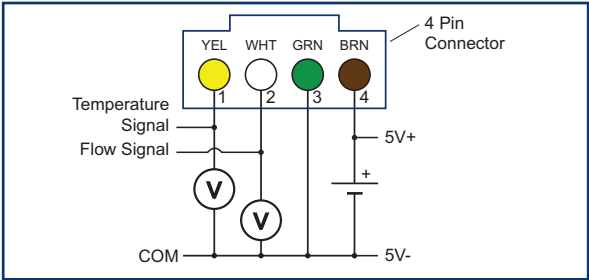 4 Pin
Connector
YEL WHT GRN BRN
1 2 3 4
Temperature
Signal
Flow Signal
5V+
+
V
V
COM
5V-